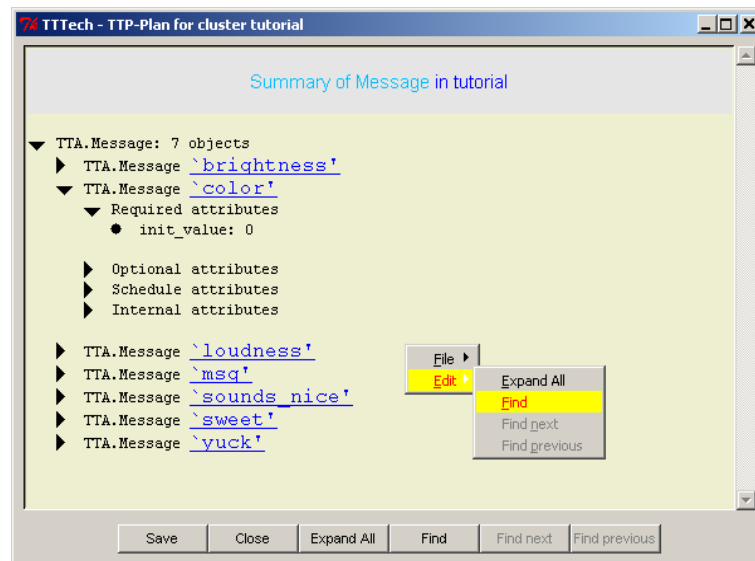 TTTech - TTP-Plan for cluster tutorial
Summary of Message in tutorial
TTA.Message: 7 objects
TTA.Message `brightness'
TTA.Message `color'
Required attributes
init_value: 0
Optional attributes
Schedule attributes
Internal attributes
TTA.Message `loudness'
TTA.Message `msg'
TTA.Message `sounds_nice'
TTA.Message `sweet'
TTA.Message `yuck'
File
Edit
Expand All
Find
Find next
Find previous
Save Close Expand All Find Find next Find previous